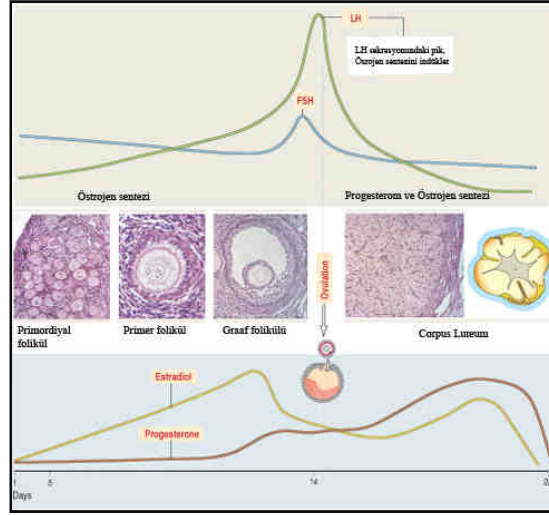 LH
LH sekresyonundaki pik,
Ösrojen sentezini indükler
FSH
Östrojen sentezi
Progesterom ve Östrojen sentezi
Ovulation
Primordiyal
folikül
Primer folikül
Graaf folikülü
Corpus Luteum
Estradiol
Progesterone
1
5
14
Days